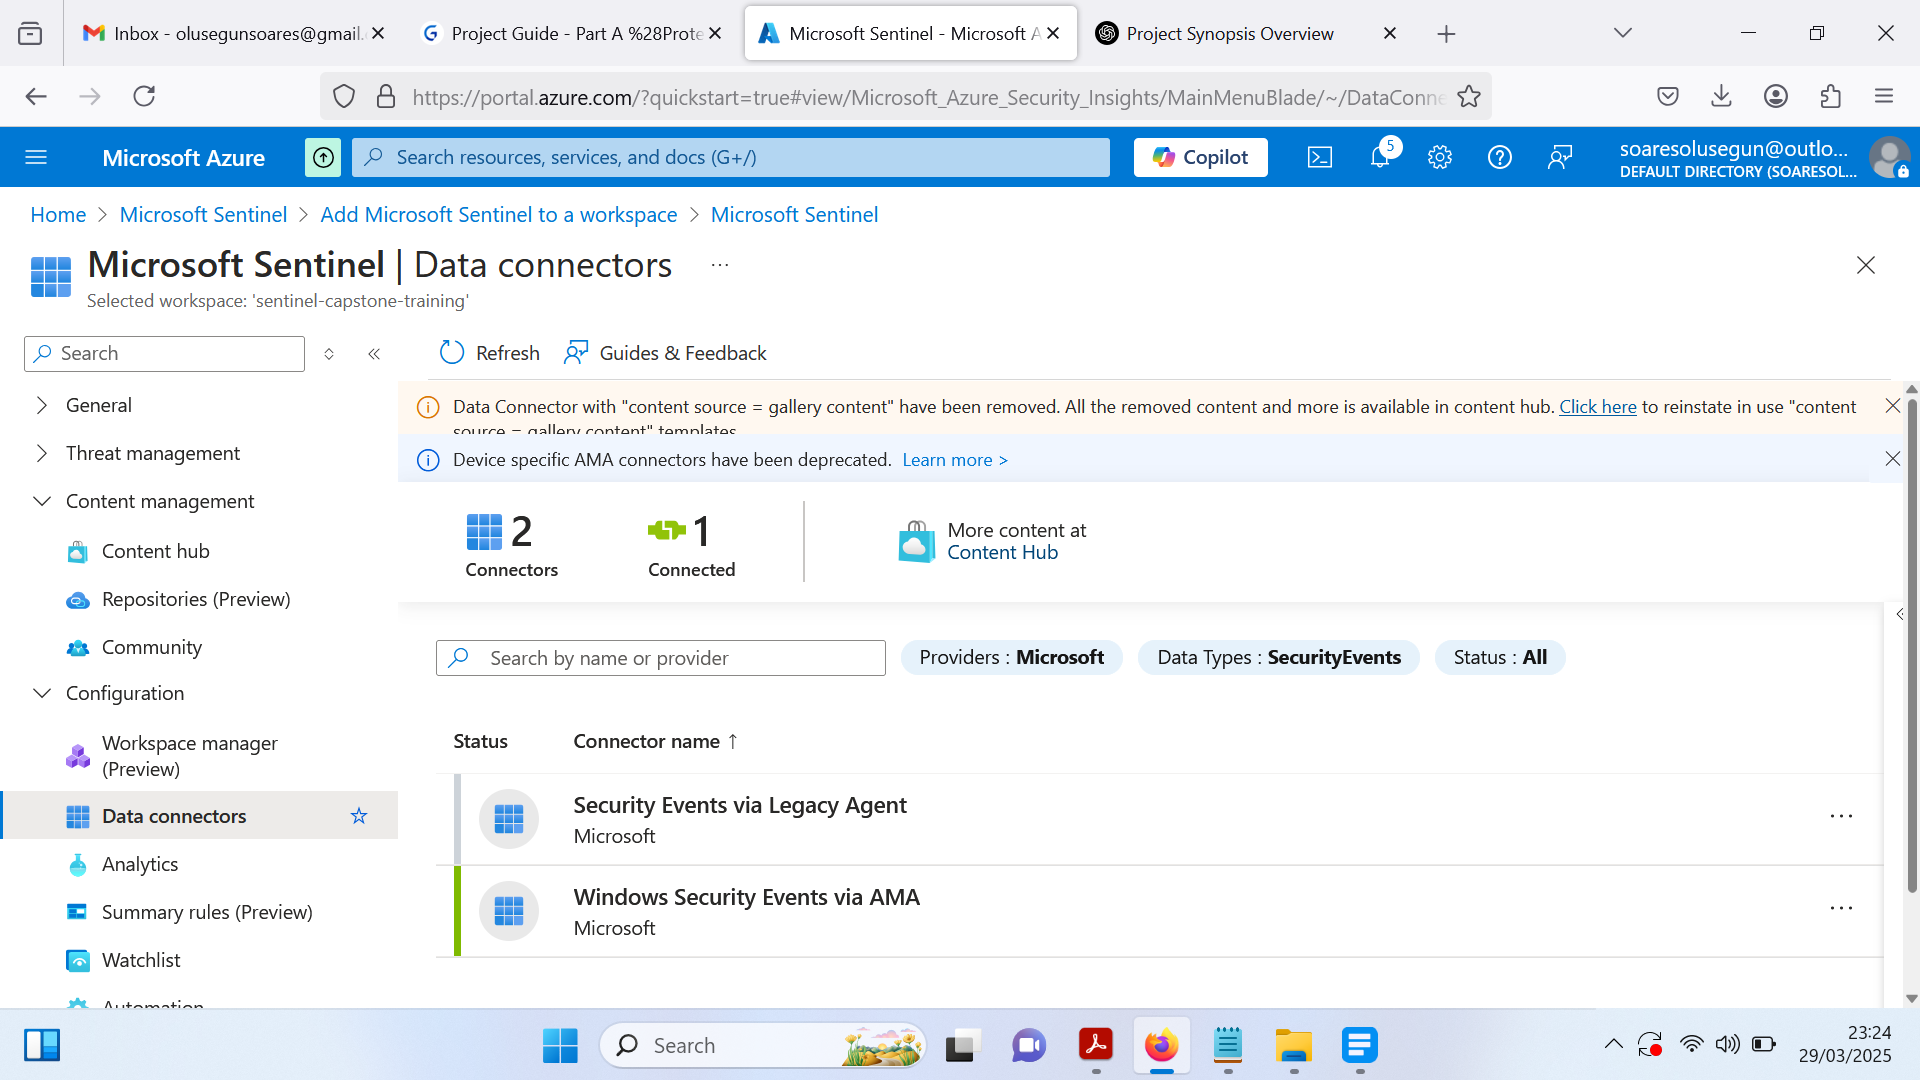 Inbox - olusegunsoares@gmail.c
Project Guide - Part A %28Prote
Microsoft Sentinel - Microsoft A
Project Synopsis Overview
https://portal.azure.com/?quickstart=true#view/Microsoft_Azure_Security_Insights/MainMenuBlade/~/DataConne
Microsoft Azure
Search resources, services, and docs (G+/)
Copilot
5
soaresolusegun@outlo...
DEFAULT DIRECTORY (SOARESOL...
Home > Microsoft Sentinel > Add Microsoft Sentinel to a workspace > Microsoft Sentinel
Microsoft Sentinel | Data connectors ...
Selected workspace: 'sentinel-capstone-training'
Search
Refresh
Guides & Feedback
General
Threat management
Content management
Content hub
Repositories (Preview)
Community
Configuration
Workspace manager
(Preview)
Data connectors
Analytics
Summary rules (Preview)
Watchlist
Automation
Data Connector with "content source = gallery content" have been removed. All the removed content and more is available in content hub. Click here to reinstate in use "content
source = gallery content" templates
Device specific AMA connectors have been deprecated. Learn more >
2
Connectors
1
Connected
More content at
Content Hub
Search by name or provider
Providers : Microsoft
Data Types : SecurityEvents
Status : All
Status
Connector name ↑
Security Events via Legacy Agent
Microsoft
Windows Security Events via AMA
Microsoft
Search
23:24
29/03/2025